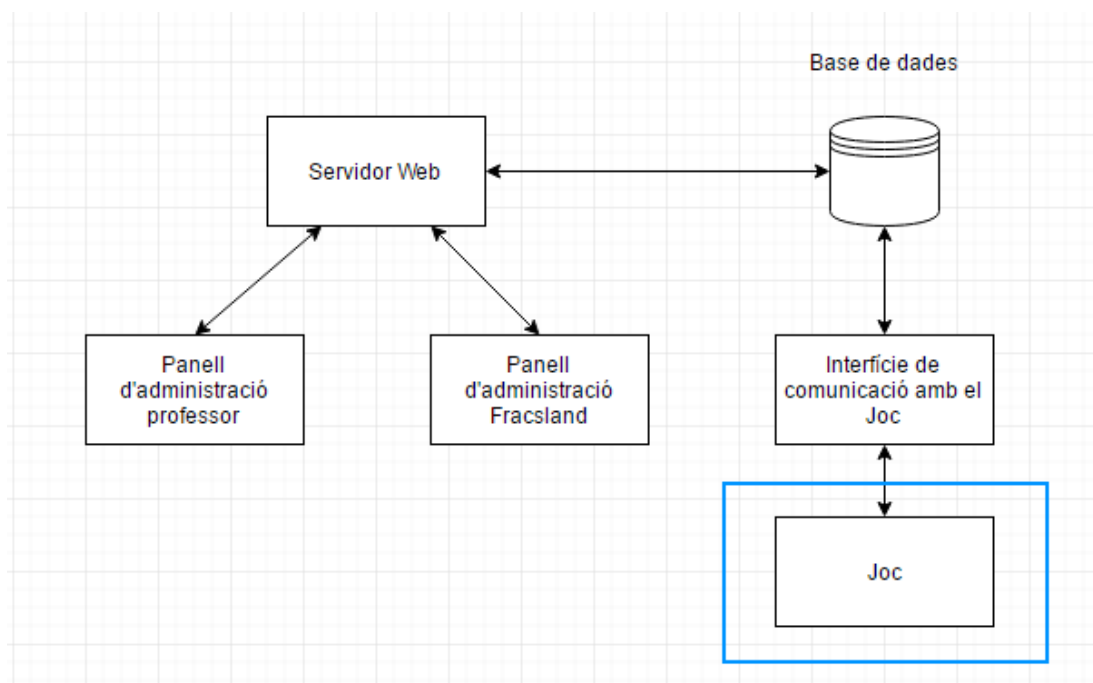 Base de dades
Servidor Web
Panell
d'administració
professor
Panell
d'administració
Fracsland
Interfície de
comunicació amb el
Joc
Joc